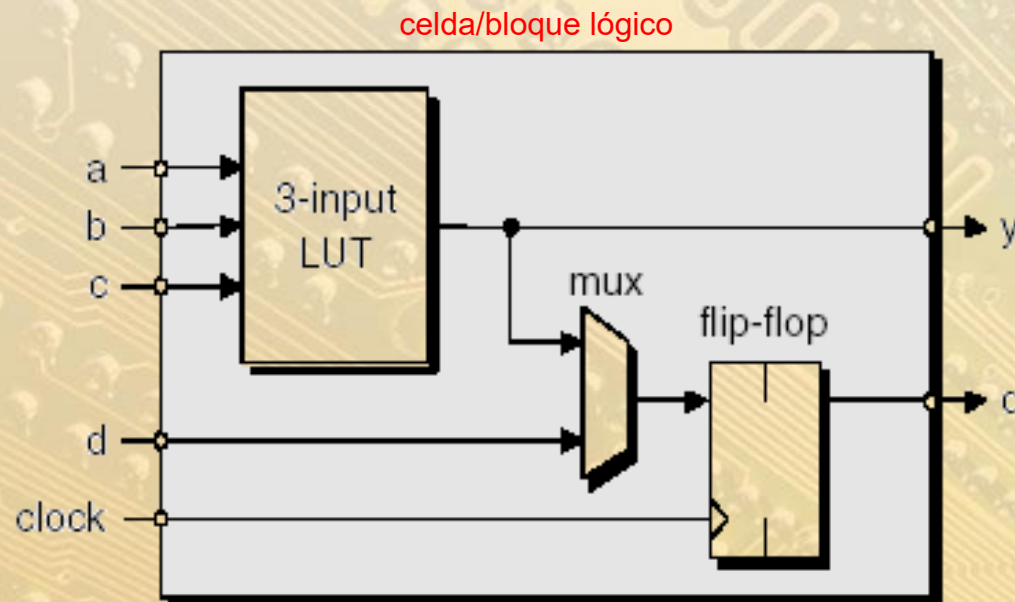 celda/bloque lógico
a
b
c
d
clock
3-input
LUT
mux
flip-flop
y